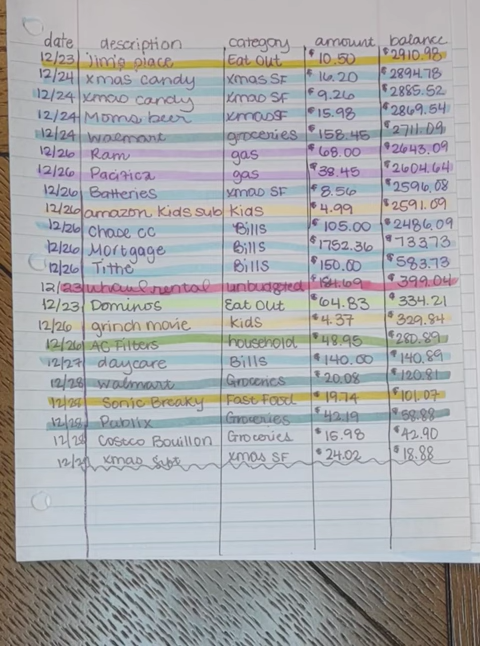 date description category amount balance
12/23 Jim's place Eat Out $10.50 $2910.98
12/24 xmas candy xmas SF $16.20 $2894.78
12/24 xmas candy xmas SF $9.26 $2885.52
12/24 Moms beer xmas SF $15.98 $2869.54
12/24 Walmart groceries $158.45 $2711.09
12/26 Ram gas $68.00 $2643.09
12/26 Pacifica gas $38.45 $2604.64
12/26 Batteries xmas SF $8.56 $2596.08
12/26 amazon Kids sub Kids $4.99 $2591.09
12/26 Chase CC Bills $105.00 $2486.09
12/26 Mortgage Bills $1752.36 $733.73
12/26 Tithe Bills $150.00 $583.73
12/23 uhaul rental unbudgeted $184.69 $399.04
12/23 Dominos Eat Out $64.83 $334.21
12/26 grinch movie Kids $4.37 $329.84
12/26 AC Filters household $48.95 $280.89
12/27 daycare Bills $140.00 $140.89
12/28 Walmart Groceries $20.08 $120.81
12/28 Sonic Breaky Fast Food $19.74 $101.07
12/28 Publix Groceries $42.19 $58.88
12/28 Costco Bouillon Groceries $15.98 $42.90
xmas xmas SF $24.02 $18.88